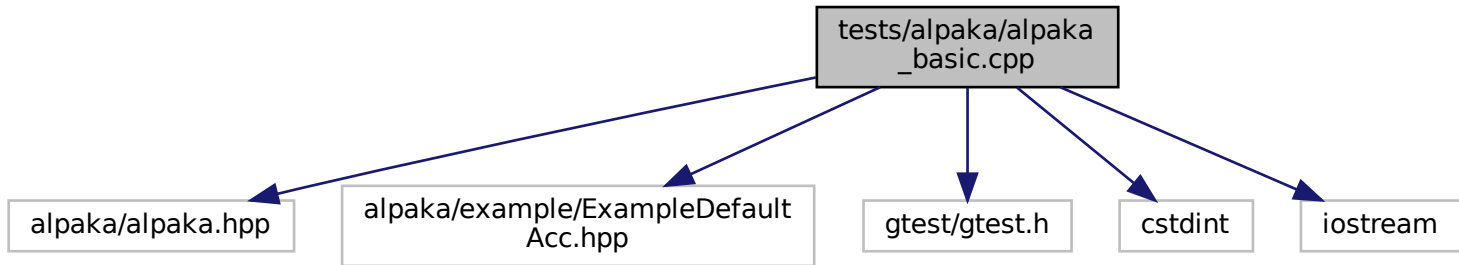 tests/alpaka/alpaka
_basic.cpp
alpaka/alpaka.hpp
alpaka/example/ExampleDefault
Acc.hpp
gtest/gtest.h
cstdint
iostream